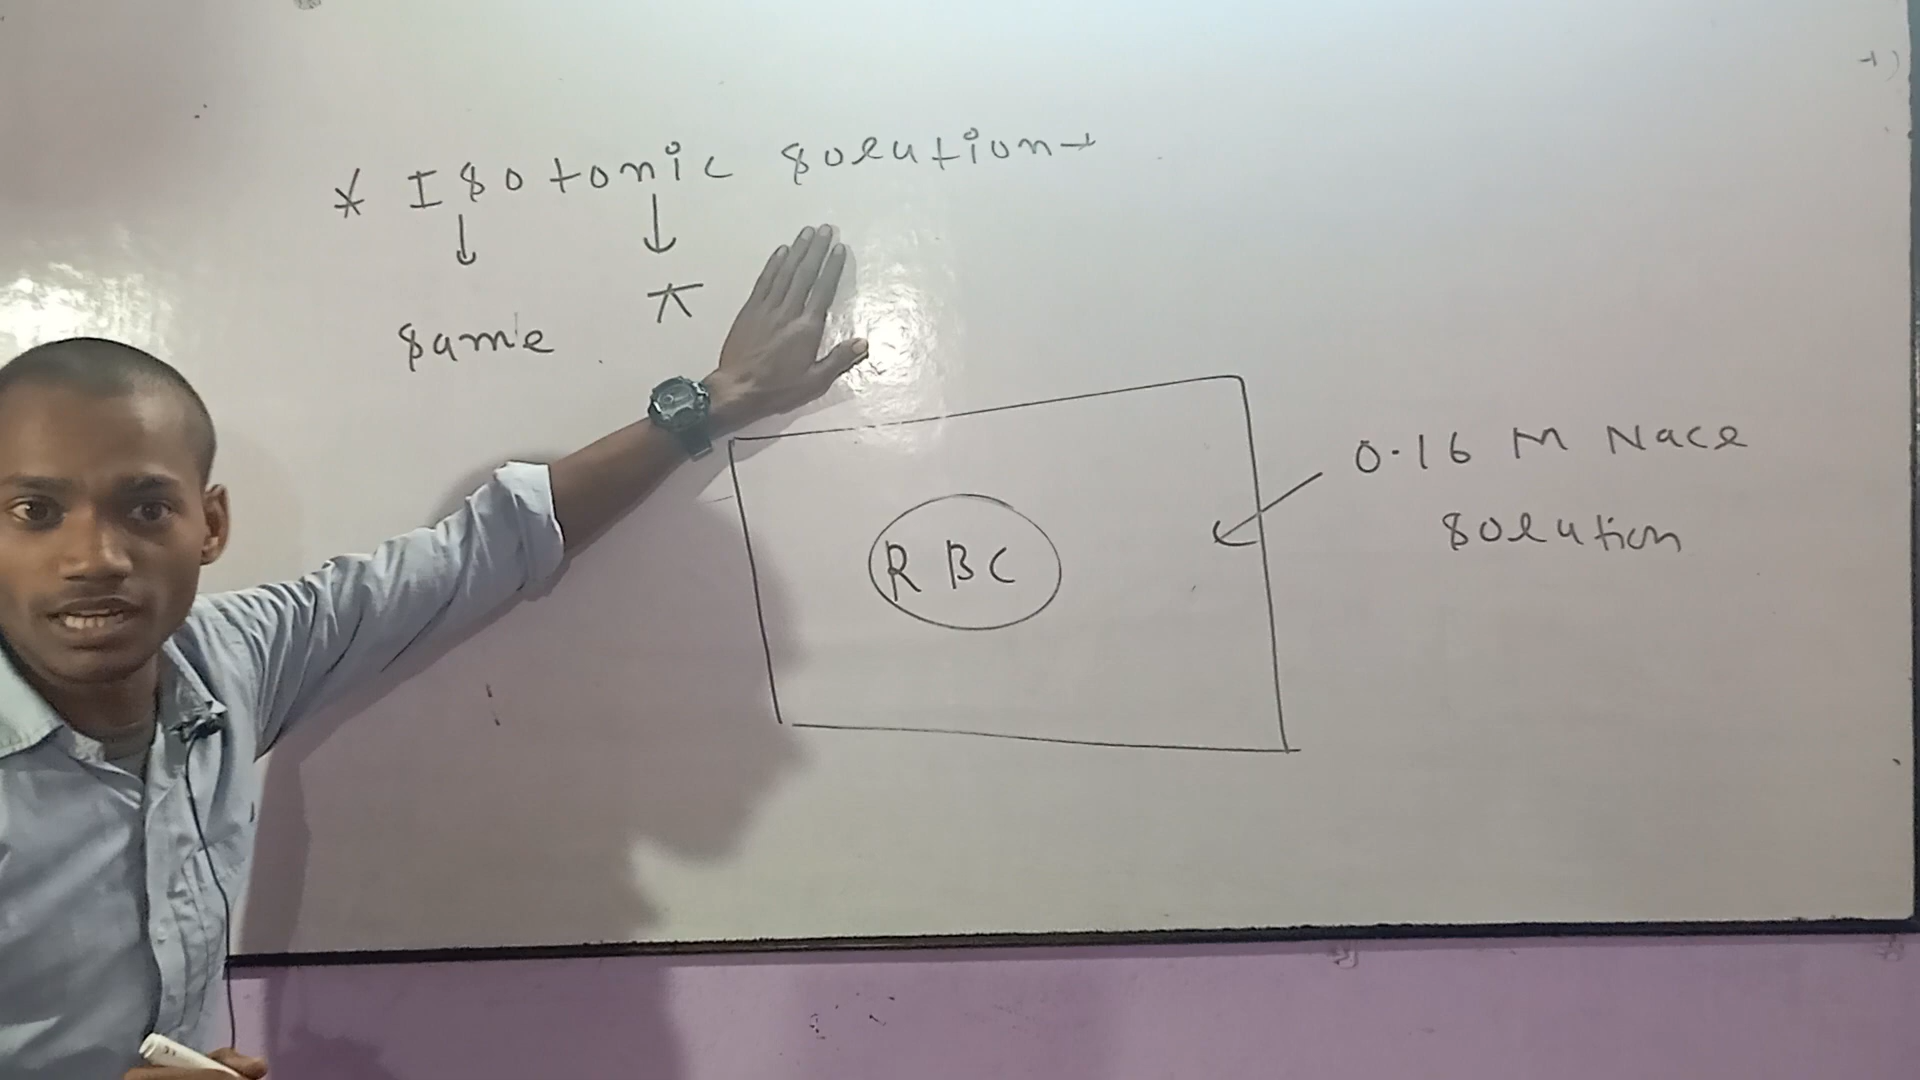 * Isotonic solution →
↓ ↓
same π
RBC
0.16 M NaCl
solution